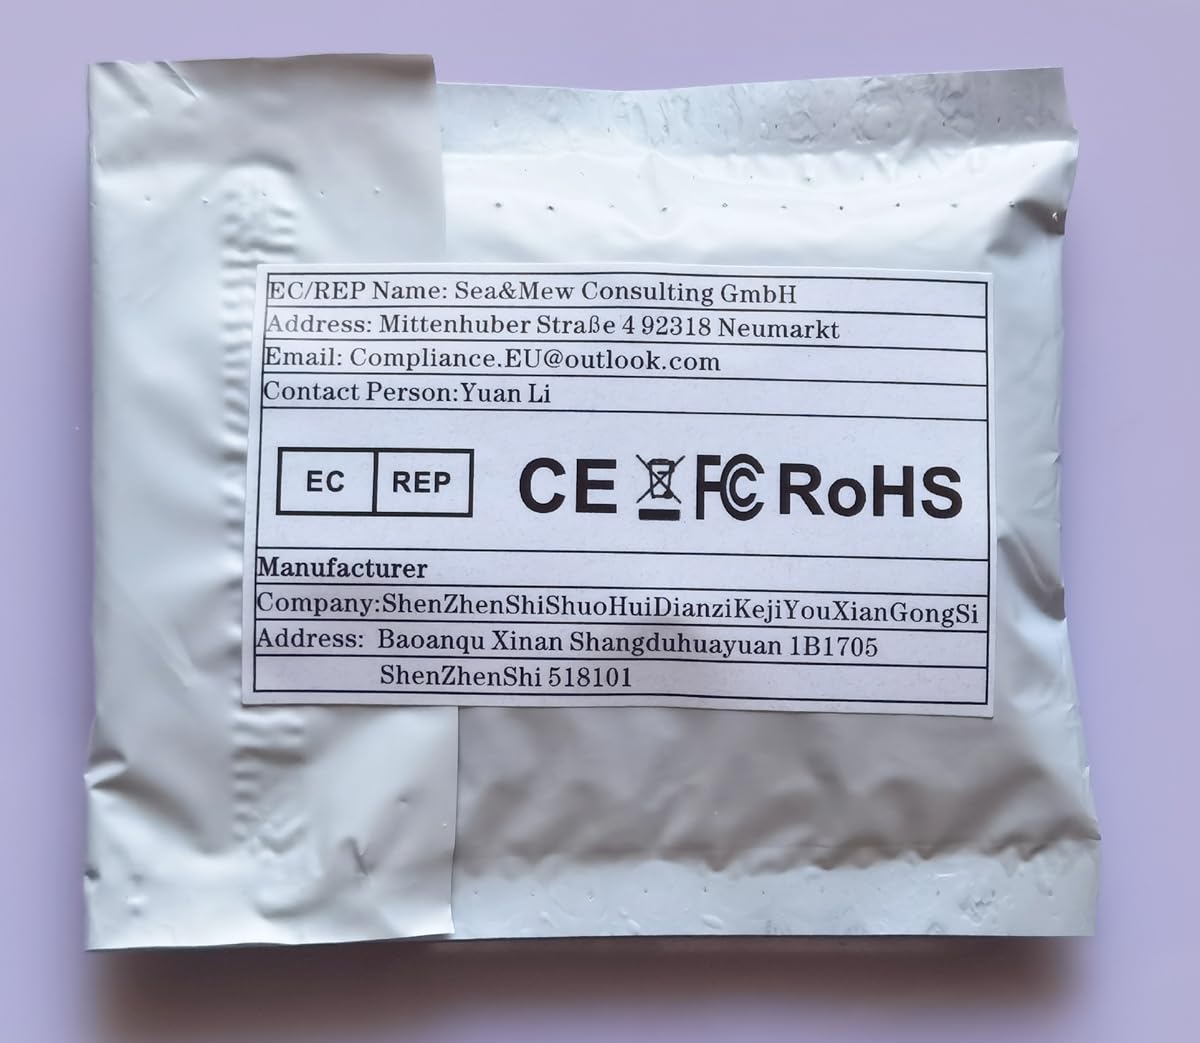 EC/REP Name: Sea&Mew Consulting GmbH
Address: Mittenhuber Straße 4 92318 Neumarkt
Email: Compliance.EU@outlook.com
Contact Person:Yuan Li
EC REP CE FC RoHS
Manufacturer
Company:ShenZhenShiShuoHuiDianziKejiYouXianGongSi
Address: Baoanqu Xinan Shangduhuayuan 1B1705
ShenZhenShi 518101